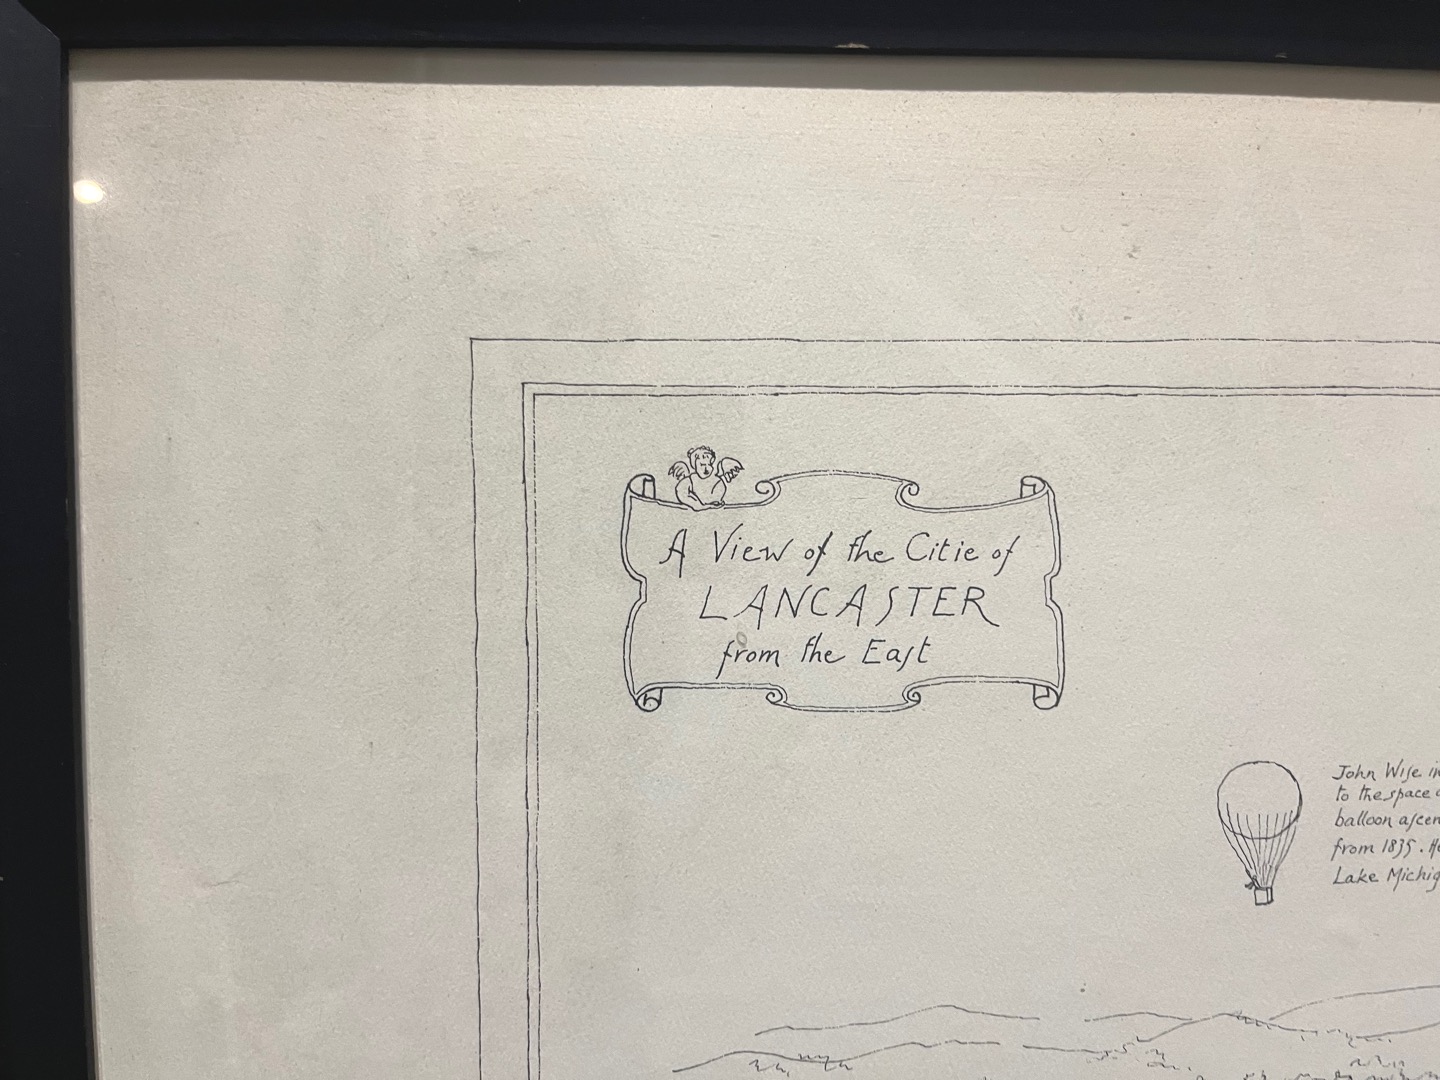 A View of the Citie of
LANCASTER
from the Eaſt
John Wiſe
to the space
balloon aſcen
from 1835.
Lake Michig